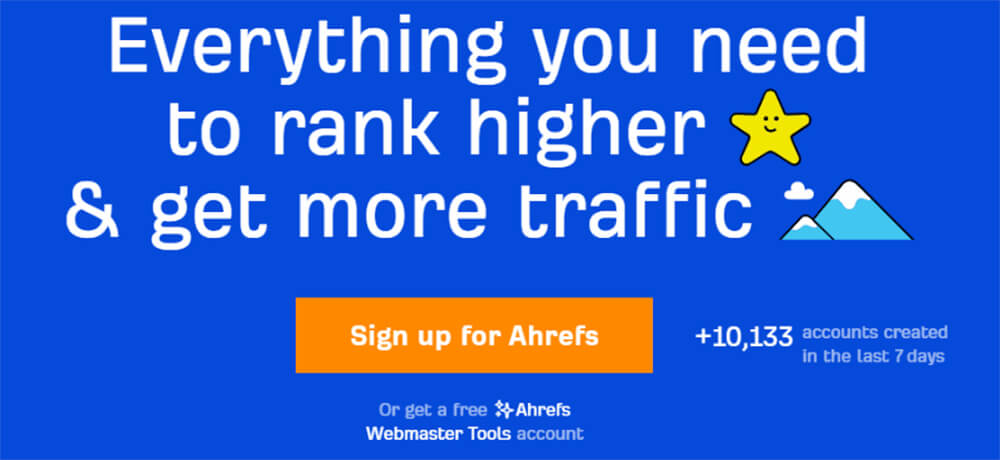 Everything you need
to rank higher
& get more traffic
Sign up for Ahrefs
+10,133 accounts created
in the last 7 days
Or get a free Ahrefs
Webmaster Tools account